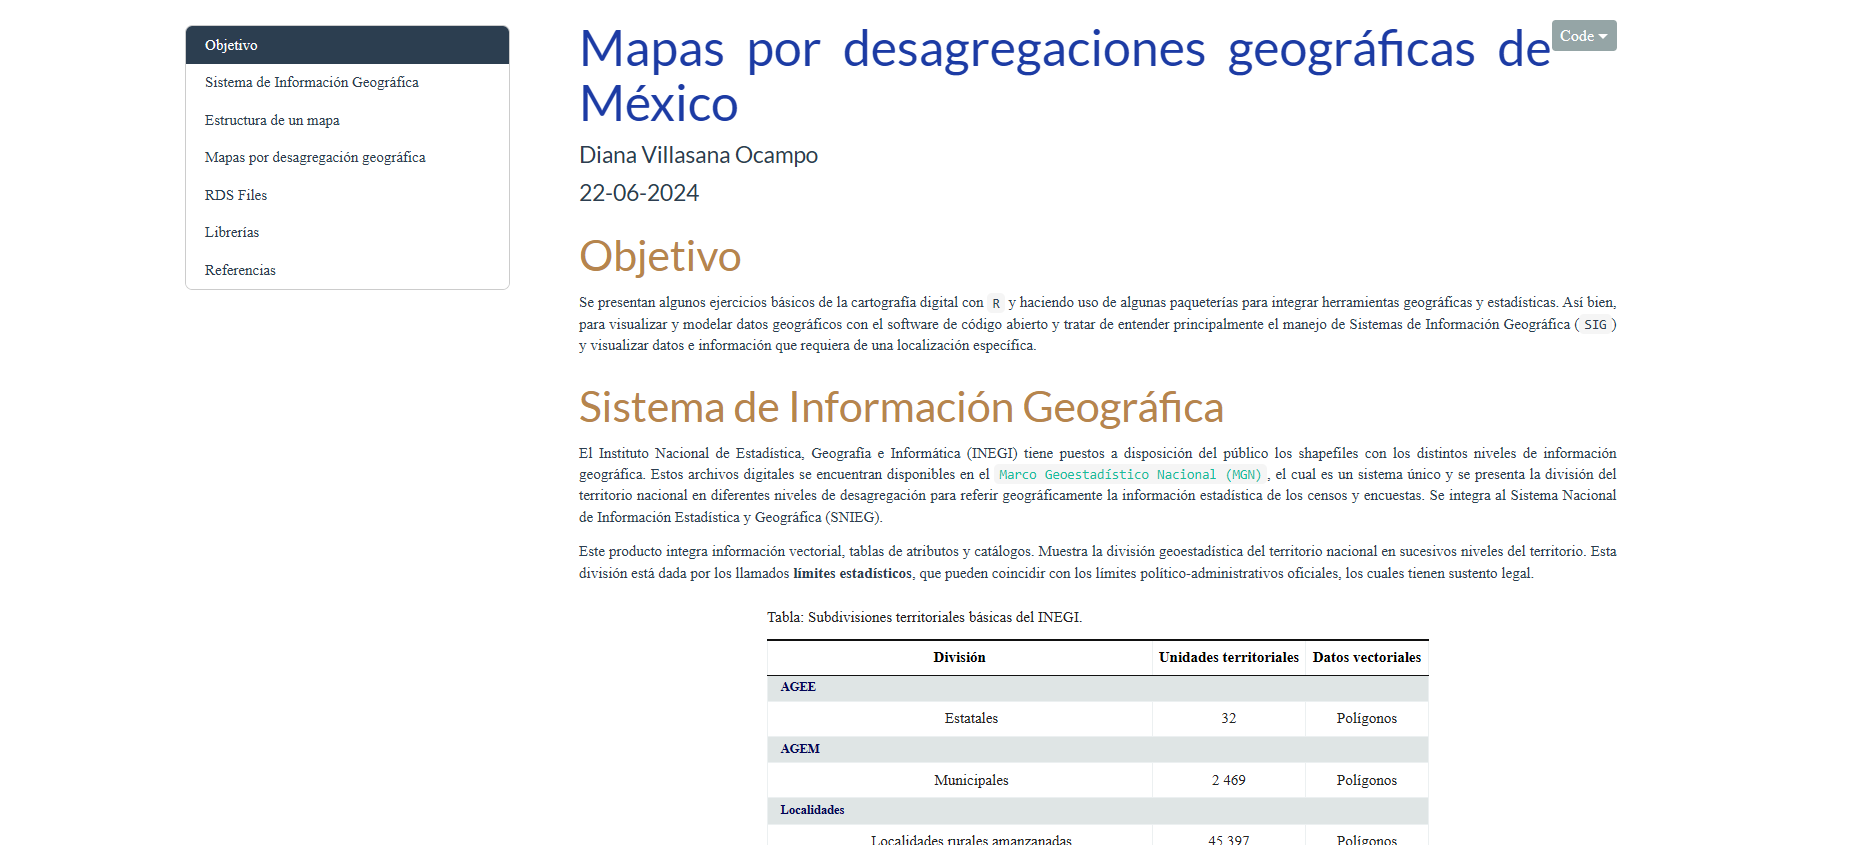 Objetivo
Sistema de Información Geográfica
Estructura de un mapa
Mapas por desagregación geográfica
RDS Files
Librerías
Referencias
Code
Mapas por desagregaciones geográficas de
México
Diana Villasana Ocampo
22-06-2024
Objetivo
Se presentan algunos ejercicios básicos de la cartografía digital con R y haciendo uso de algunas paqueterías para integrar herramientas geográficas y estadísticas. Así bien,
para visualizar y modelar datos geográficos con el software de código abierto y tratar de entender principalmente el manejo de Sistemas de Información Geográfica ( SIG )
y visualizar datos e información que requiera de una localización específica.
Sistema de Información Geográfica
El Instituto Nacional de Estadística, Geografía e Informática (INEGI) tiene puestos a disposición del público los shapefiles con los distintos niveles de información
geográfica. Estos archivos digitales se encuentran disponibles en el Marco Geoestadístico Nacional (MGN) , el cual es un sistema único y se presenta la división del
territorio nacional en diferentes niveles de desagregación para referir geográficamente la información estadística de los censos y encuestas. Se integra al Sistema Nacional
de Información Estadística y Geográfica (SNIEG).
Este producto integra información vectorial, tablas de atributos y catálogos. Muestra la división geoestadística del territorio nacional en sucesivos niveles del territorio. Esta
división está dada por los llamados límites estadísticos, que pueden coincidir con los límites político-administrativos oficiales, los cuales tienen sustento legal.
Tabla: Subdivisiones territoriales básicas del INEGI.
División Unidades territoriales Datos vectoriales
AGEE
Estatales 32 Polígonos
AGEM
Municipales 2 469 Polígonos
Localidades
Localidades rurales amanzanadas 45 397 Polígonos